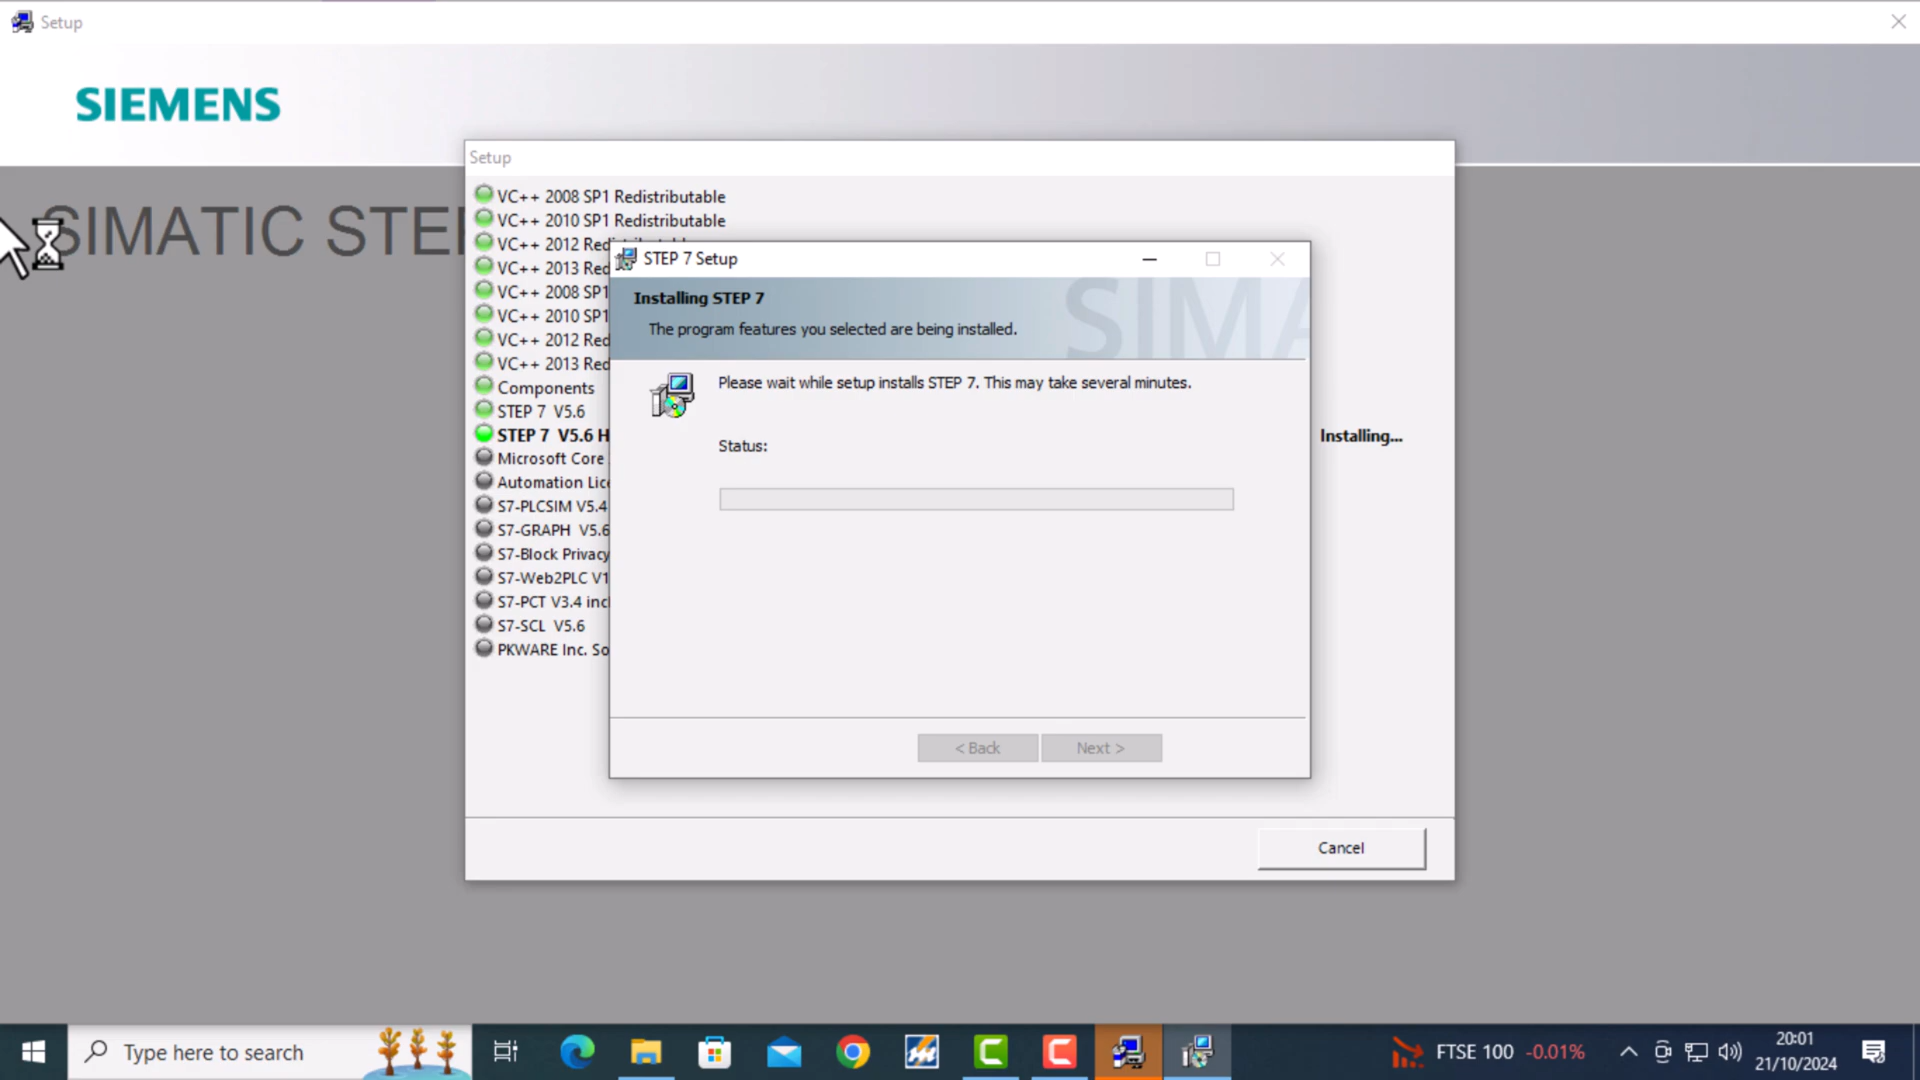 Setup
SIEMENS
SIMATIC STE
Setup
VC++ 2008 SP1 Redistributable
VC++ 2010 SP1 Redistributable
VC++ 2012
VC++ 2013 Red
VC++ 2008 SP1
VC++ 2010 SP1
VC++ 2012 Red
VC++ 2013 Red
Components
STEP 7 V5.6
STEP 7 V5.6 H
Installing...
Microsoft Core
Automation Lice
S7-PLCSIM V5.4
S7-GRAPH V5.6
S7-Block Privacy
S7-Web2PLC V1
S7-PCT V3.4 incl
S7-SCL V5.6
PKWARE Inc. So
STEP 7 Setup
SIMA
Installing STEP 7
The program features you selected are being installed.
Please wait while setup installs STEP 7. This may take several minutes.
Status:
< Back
Next >
Cancel
Type here to search
FTSE 100 -0.01%
20:01
21/10/2024